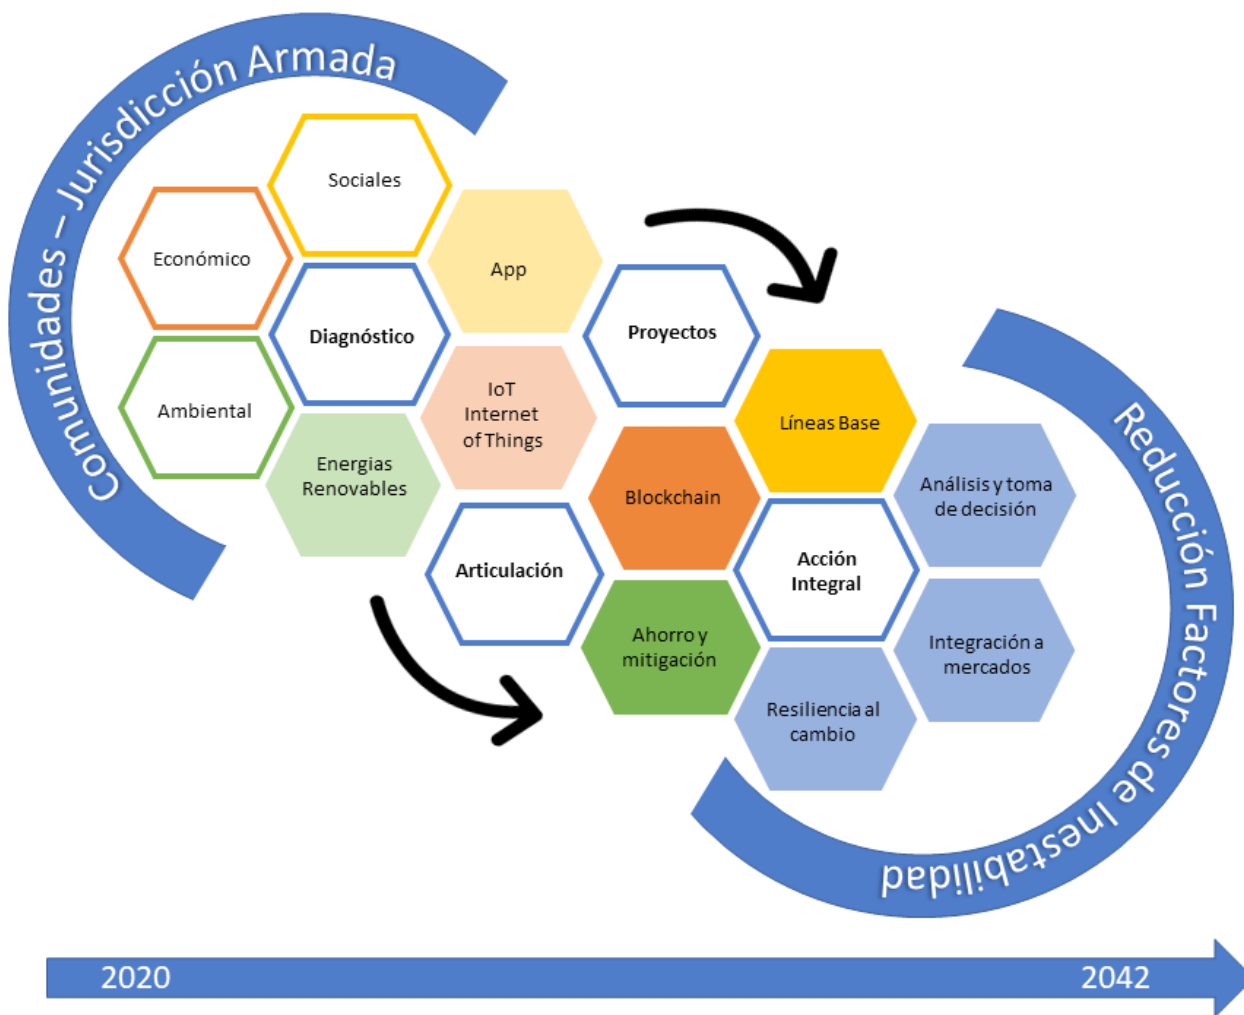 Comunidades – Jurisdicción Armada
Sociales
Económico
App
Diagnóstico
Proyectos
Ambiental
IoT
Internet
of Things
Líneas Base
Energias
Renovables
Blockchain
Análisis y toma
de decisión
Articulación
Acción
Integral
Ahorro y
mitigación
Integración a
mercados
Resiliencia al
cambio
Reducción Factores de Inestabilidad
2020
2042